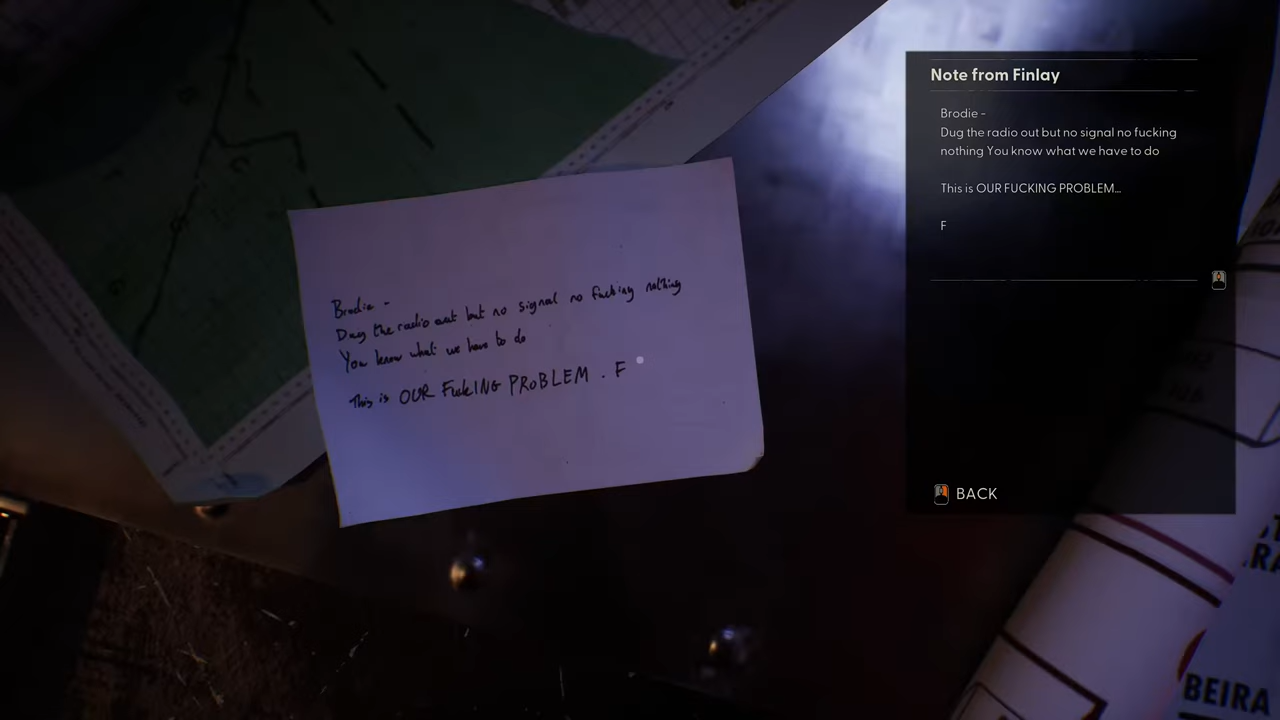 Brodie -
Dug the radio out but no signal no fucking nothing
You know what we have to do
This is OUR FuckING PROBLEM . F
Note from Finlay
Brodie -
Dug the radio out but no signal no fucking
nothing You know what we have to do
This is OUR FUCKING PROBLEM...
F
BACK
BEIRA